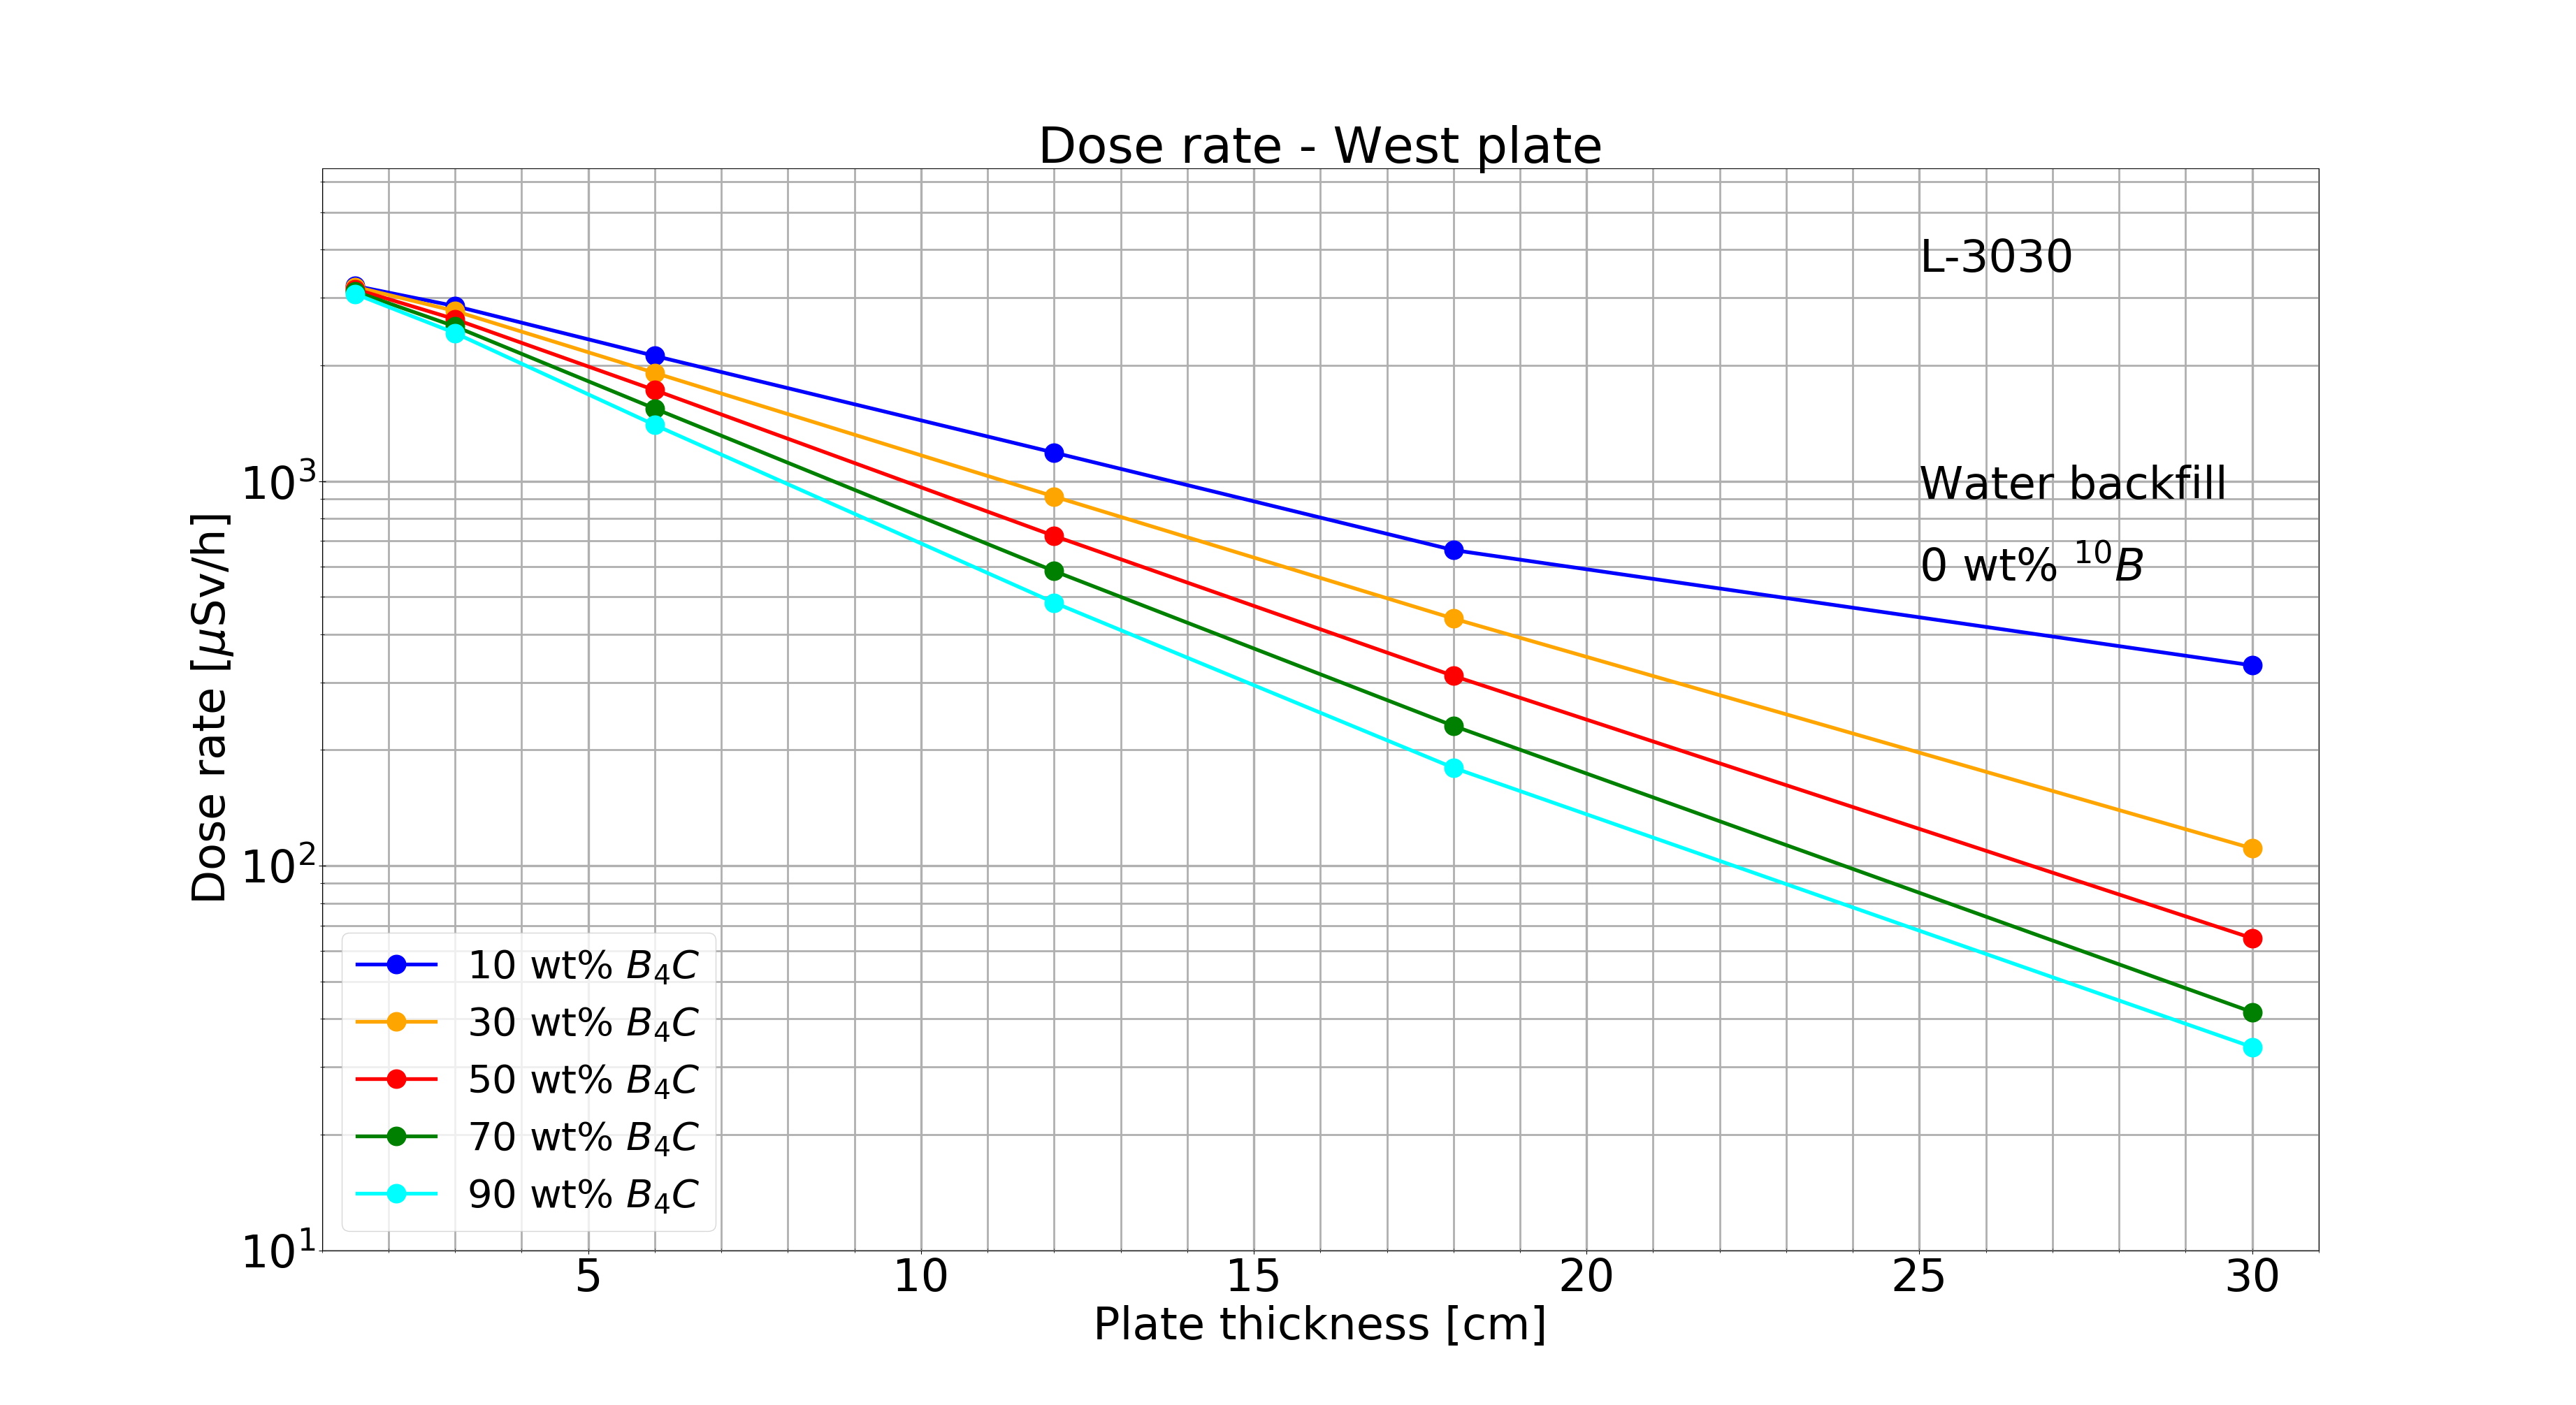 Dose rate - West plate
L-3030
Water backfill
0 wt% ¹⁰B
Dose rate [μSv/h]
10³
10²
10¹
10 wt% B₄C
30 wt% B₄C
50 wt% B₄C
70 wt% B₄C
90 wt% B₄C
5 10 15 20 25 30
Plate thickness [cm]